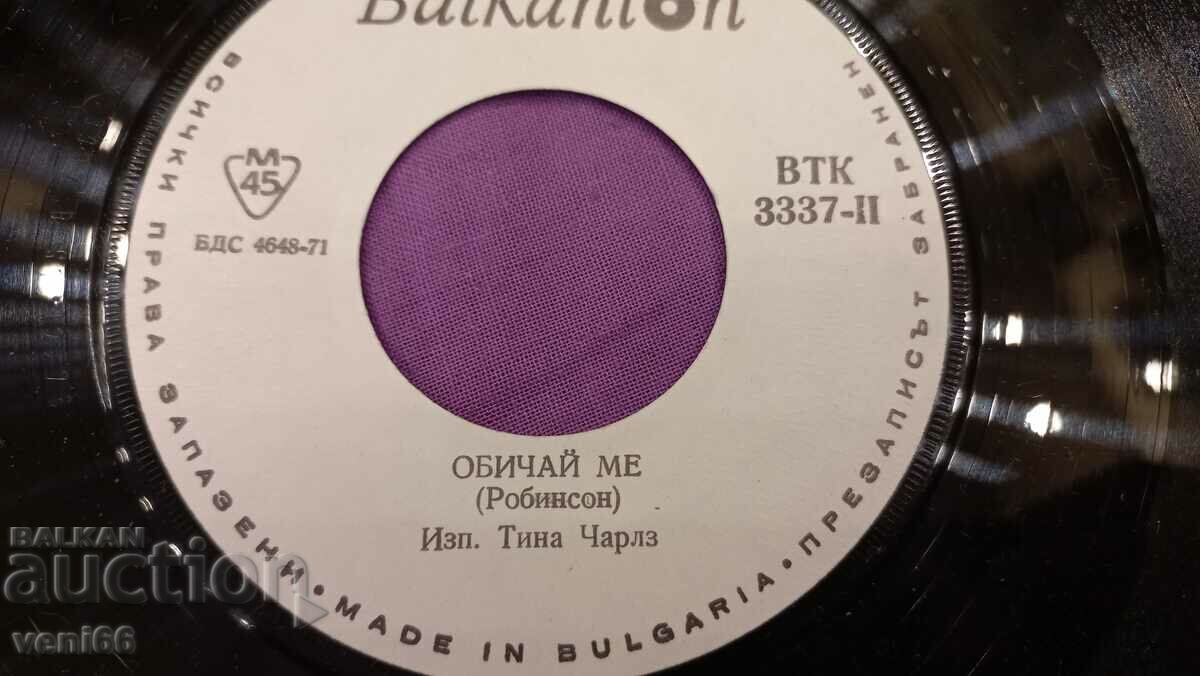 Balkanton
ВСИЧКИ ПРАВА ЗАПАЗЕНИ • MADE IN BULGARIA • ПРЕЗАПИСЪТ ЗАБРАНЕН
М
45
БДС 4648-71
ВТК
3337-II
ОБИЧАЙ МЕ
(Робинсон)
Изп. Тина Чарлз
BALKAN
auction
veni66